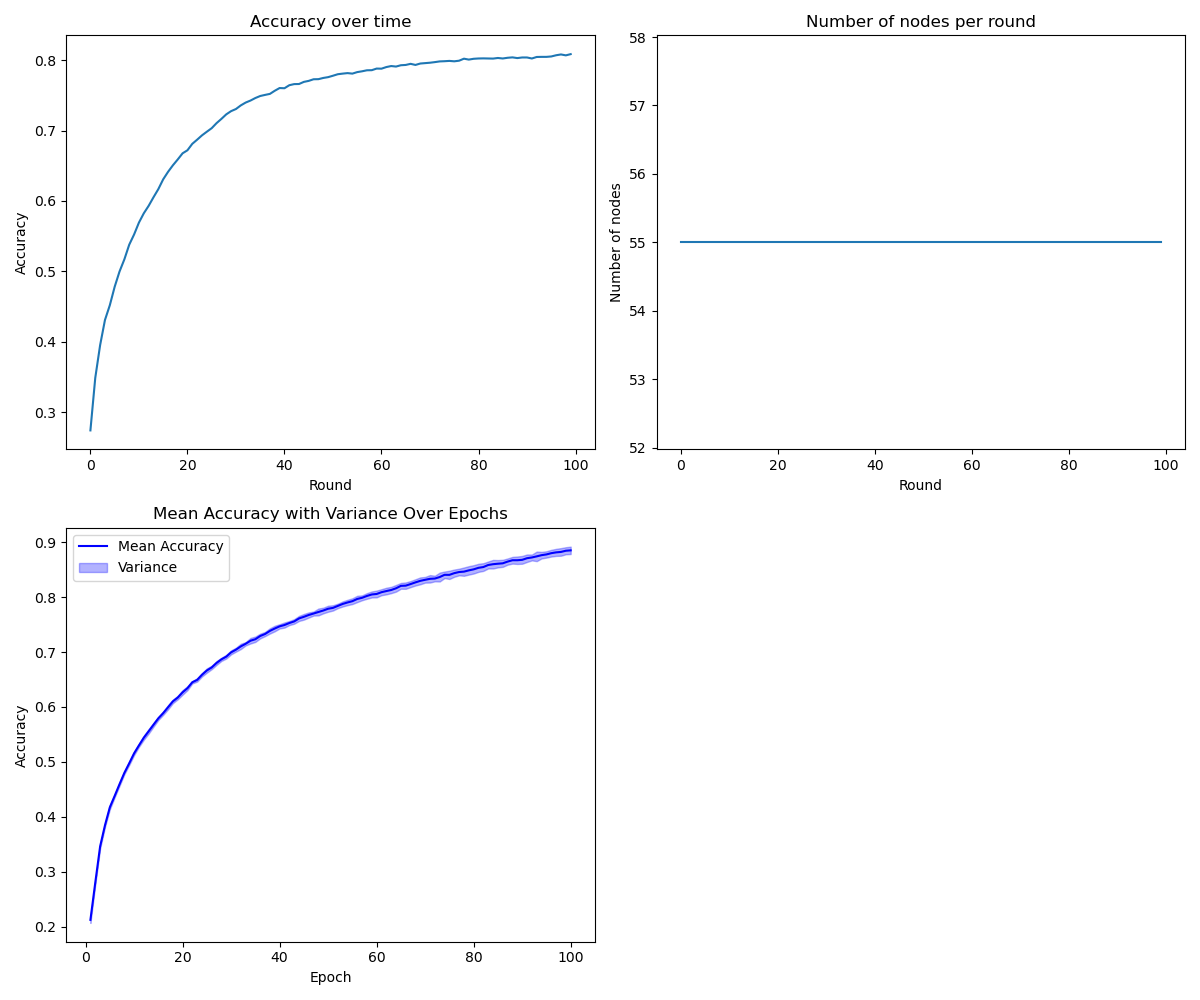 Accuracy over time
0.8
0.7
0.6
0.5
0.4
0.3
Accuracy
0 20 40 60 80 100
Round
Number of nodes per round
58
57
56
55
54
53
52
Number of nodes
0 20 40 60 80 100
Round
Mean Accuracy with Variance Over Epochs
Mean Accuracy
Variance
0.9
0.8
0.7
0.6
0.5
0.4
0.3
0.2
Accuracy
0 20 40 60 80 100
Epoch